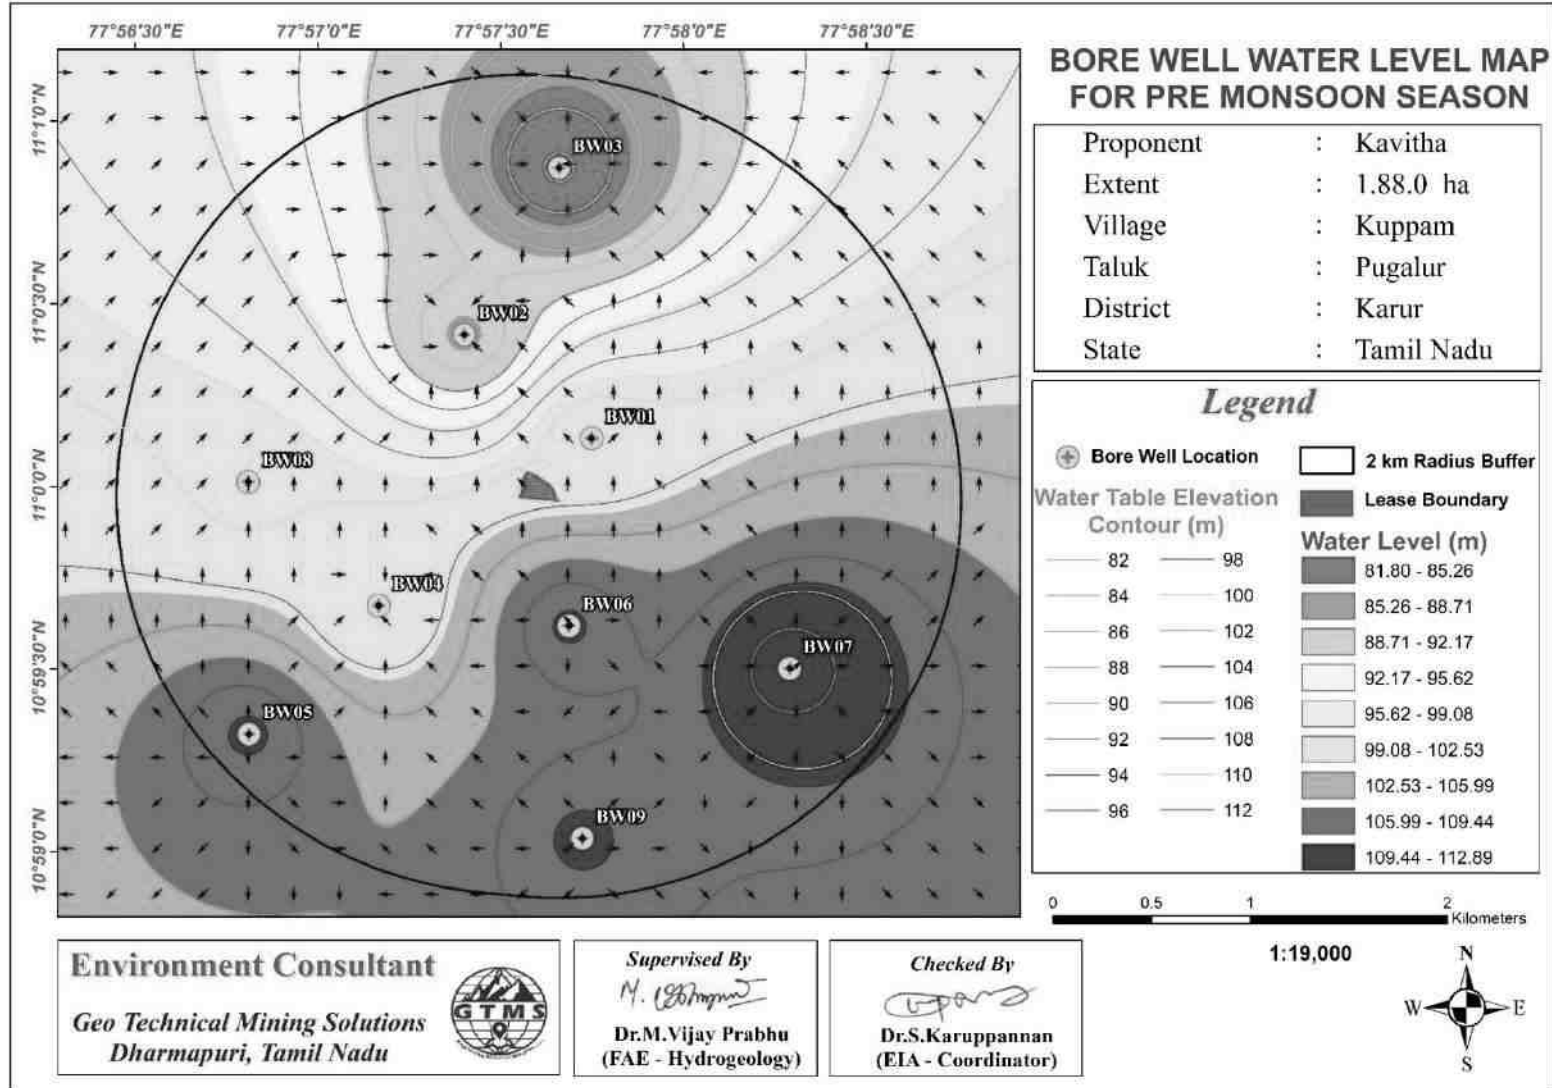 77°56'30"E 77°57'0"E 77°57'30"E 77°58'0"E 77°58'30"E
11°1'0"N
11°0'30"N
11°0'0"N
10°59'30"N
10°59'0"N
BW03
BW02
BW01
BW08
BW04
BW06
BW07
BW05
BW09
BORE WELL WATER LEVEL MAP
FOR PRE MONSOON SEASON
Proponent : Kavitha
Extent : 1.88.0 ha
Village : Kuppam
Taluk : Pugalur
District : Karur
State : Tamil Nadu
Legend
Bore Well Location
Water Table Elevation
Contour (m)
82 98
84 100
86 102
88 104
90 106
92 108
94 110
96 112
2 km Radius Buffer
Lease Boundary
Water Level (m)
81.80 - 85.26
85.26 - 88.71
88.71 - 92.17
92.17 - 95.62
95.62 - 99.08
99.08 - 102.53
102.53 - 105.99
105.99 - 109.44
109.44 - 112.89
0 0.5 1 2
Kilometers
1:19,000
N
W E
S
Environment Consultant
Geo Technical Mining Solutions
Dharmapuri, Tamil Nadu
GTMS
Supervised By
Dr.M.Vijay Prabhu
(FAE - Hydrogeology)
Checked By
Dr.S.Karuppannan
(EIA - Coordinator)